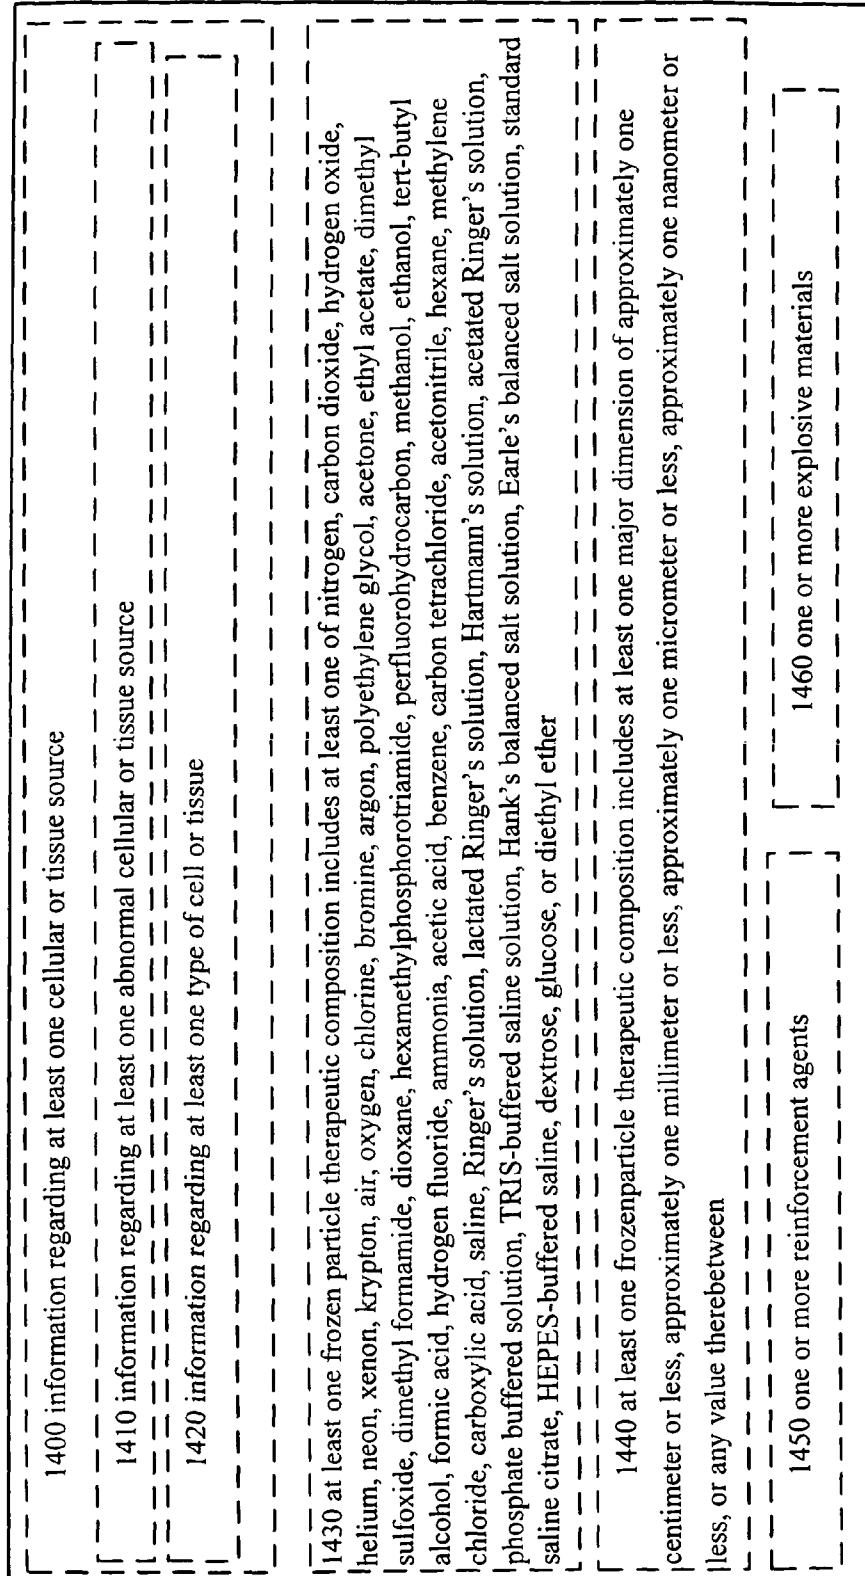 1400 information regarding at least one cellular or tissue source
1410 information regarding at least one abnormal cellular or tissue source
1420 information regarding at least one type of cell or tissue
1430 at least one frozen particle therapeutic composition includes at least one of nitrogen, carbon dioxide, hydrogen oxide,
helium, neon, xenon, krypton, air, oxygen, chlorine, bromine, argon, polyethylene glycol, acetone, ethyl acetate, dimethyl
sulfoxide, dimethyl formamide, dioxane, hexamethylphosphorotriamide, perfluorohydrocarbon, methanol, ethanol, tert-butyl
alcohol, formic acid, hydrogen fluoride, ammonia, acetic acid, benzene, carbon tetrachloride, acetonitrile, hexane, methylene
chloride, carboxylic acid, saline, Ringer's solution, lactated Ringer's solution, Hartmann's solution, acetated Ringer's solution,
phosphate buffered solution, TRIS-buffered saline solution, Hank's balanced salt solution, Earle's balanced salt solution, standard
saline citrate, HEPES-buffered saline, dextrose, glucose, or diethyl ether
1440 at least one frozenparticle therapeutic composition includes at least one major dimension of approximately one
centimeter or less, approximately one millimeter or less, approximately one micrometer or less, approximately one nanometer or
less, or any value therebetween
1450 one or more reinforcement agents
1460 one or more explosive materials